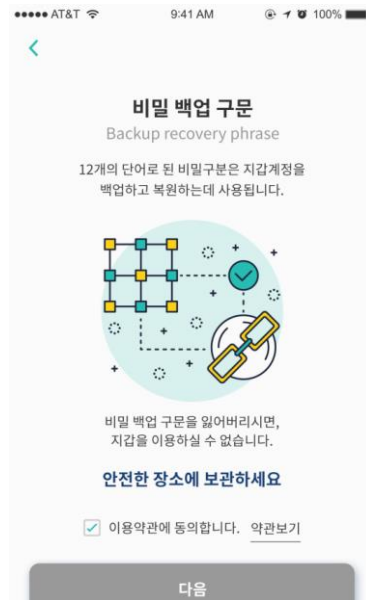 AT&T 9:41 AM 100%
비밀 백업 구문
Backup recovery phrase
12개의 단어로 된 비밀구분은 지갑계정을
백업하고 복원하는데 사용됩니다.
비밀 백업 구문을 잃어버리시면,
지갑을 이용하실 수 없습니다.
안전한 장소에 보관하세요
이용약관에 동의합니다. 약관보기
다음